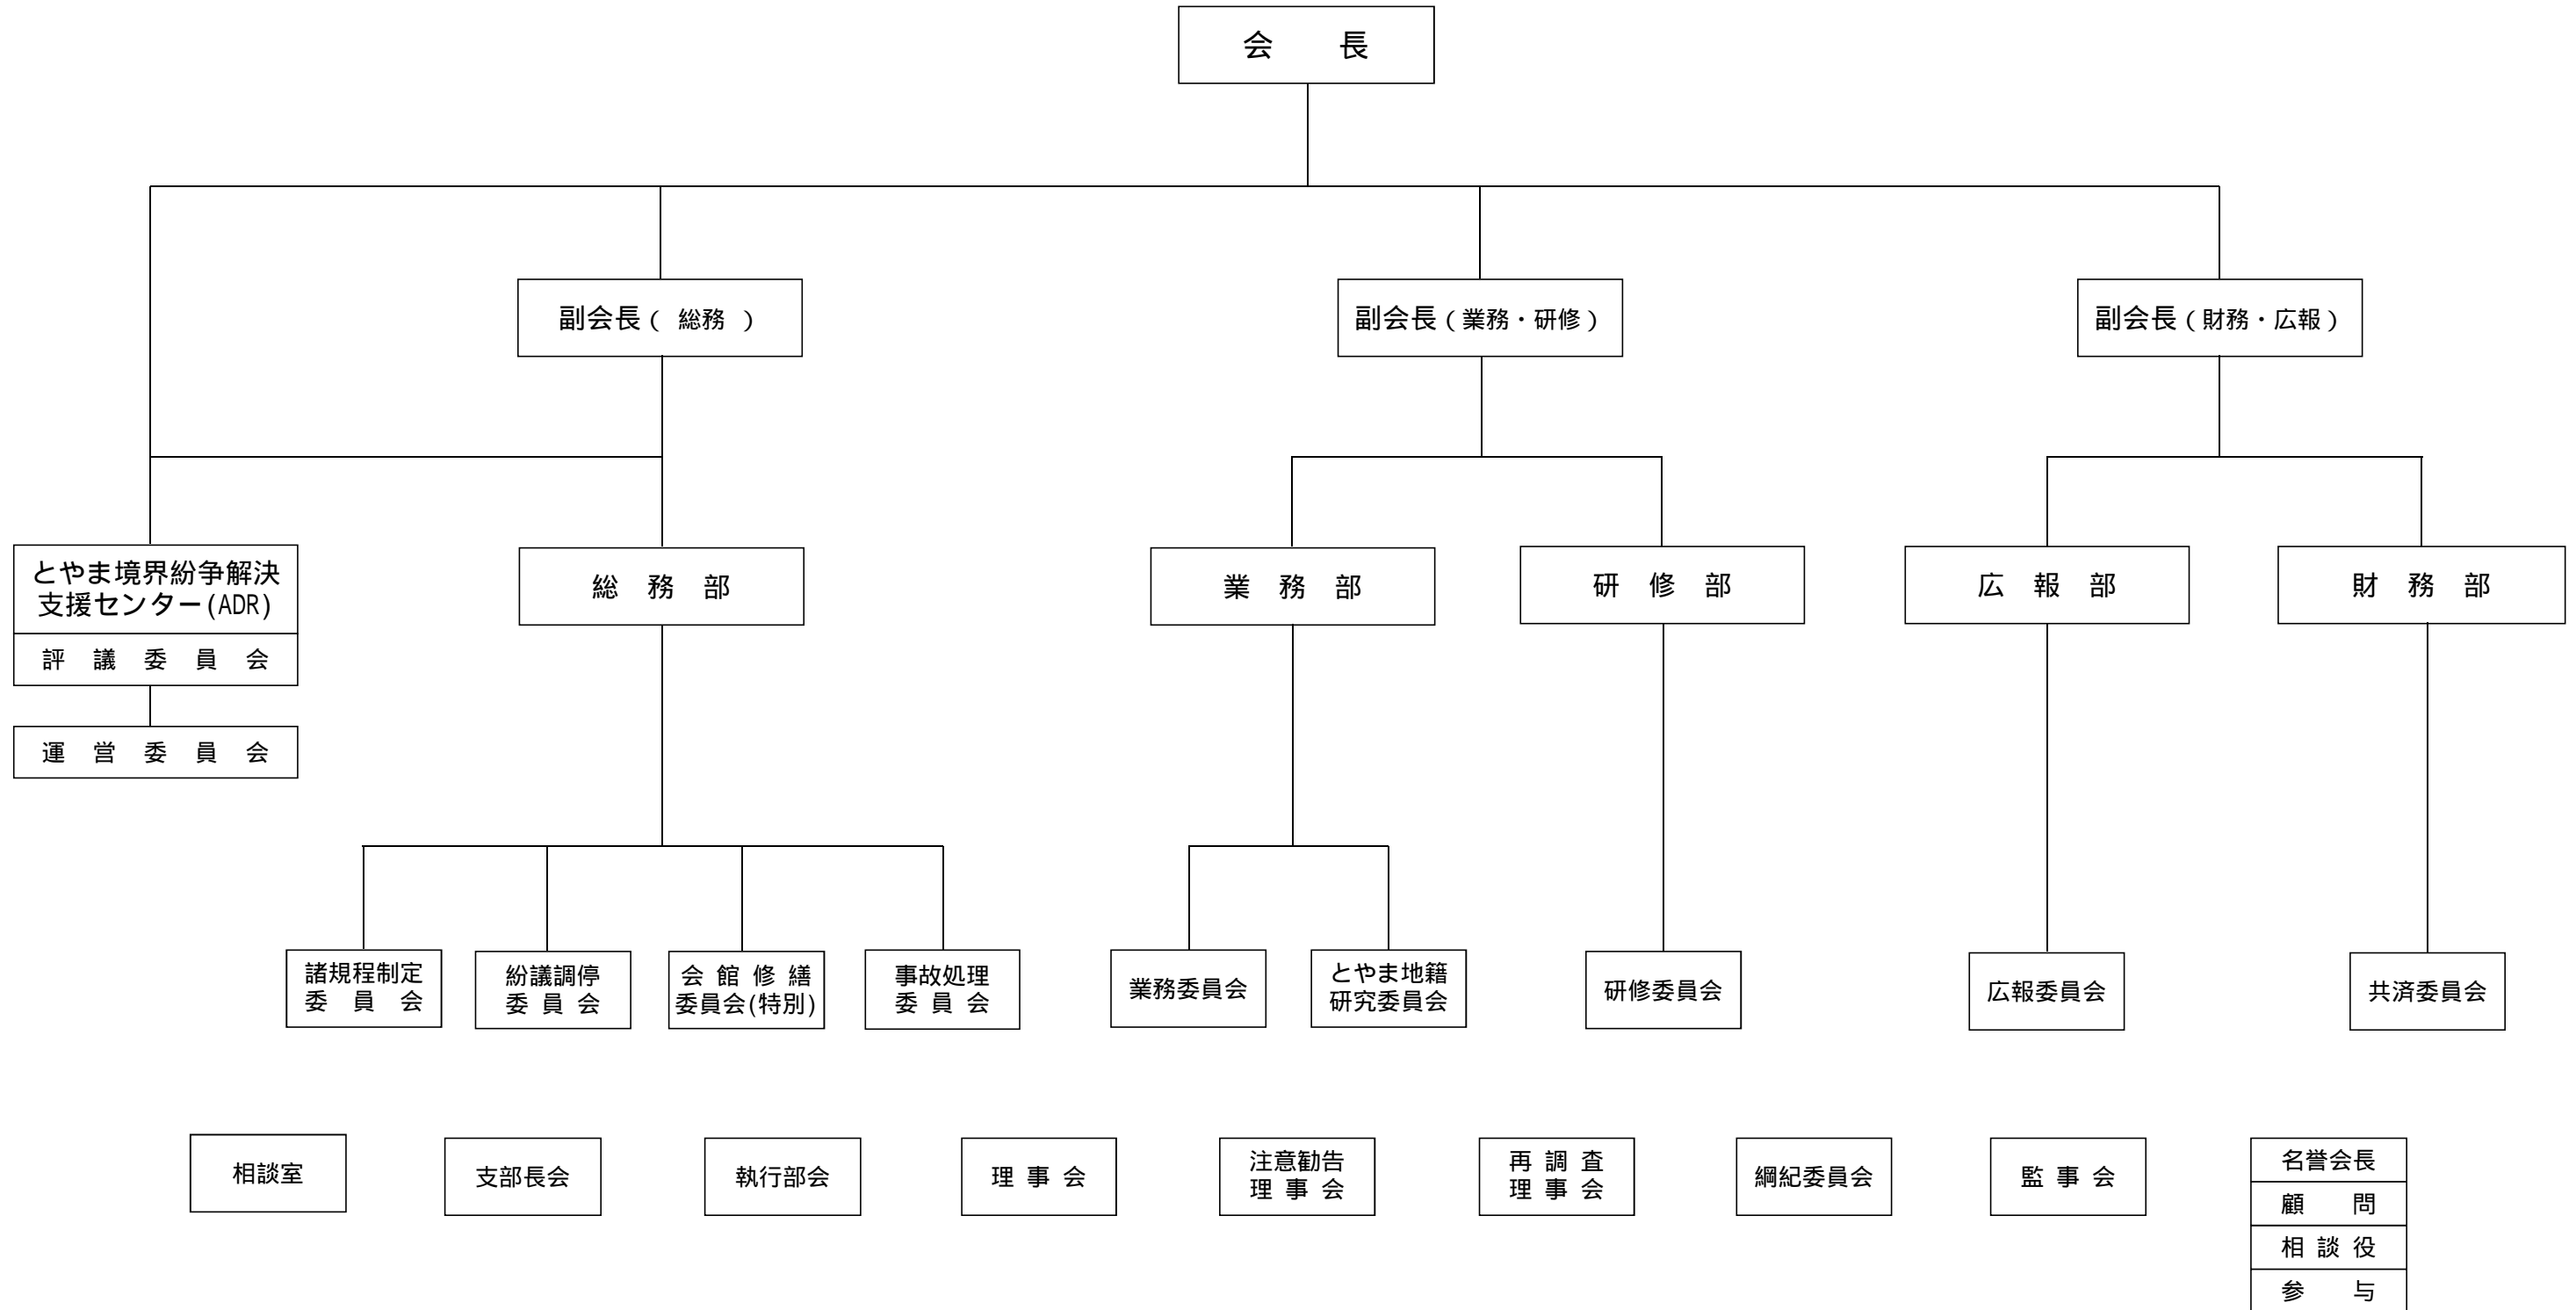 会 長
副会長( 総務 )
副会長(業務・研修)
副会長(財務・広報)
とやま境界紛争解決
支援センター(ADR)
評 議 委 員 会
運 営 委 員 会
総 務 部
業 務 部
研 修 部
広 報 部
財 務 部
諸規程制定
委 員 会
紛議調停
委 員 会
会 館 修 繕
委員会(特別)
事故処理
委 員 会
業務委員会
とやま地籍
研究委員会
研修委員会
広報委員会
共済委員会
相談室
支部長会
執行部会
理 事 会
注意勧告
理 事 会
再 調 査
理 事 会
綱紀委員会
監 事 会
名誉会長
顧 問
相 談 役
参 与